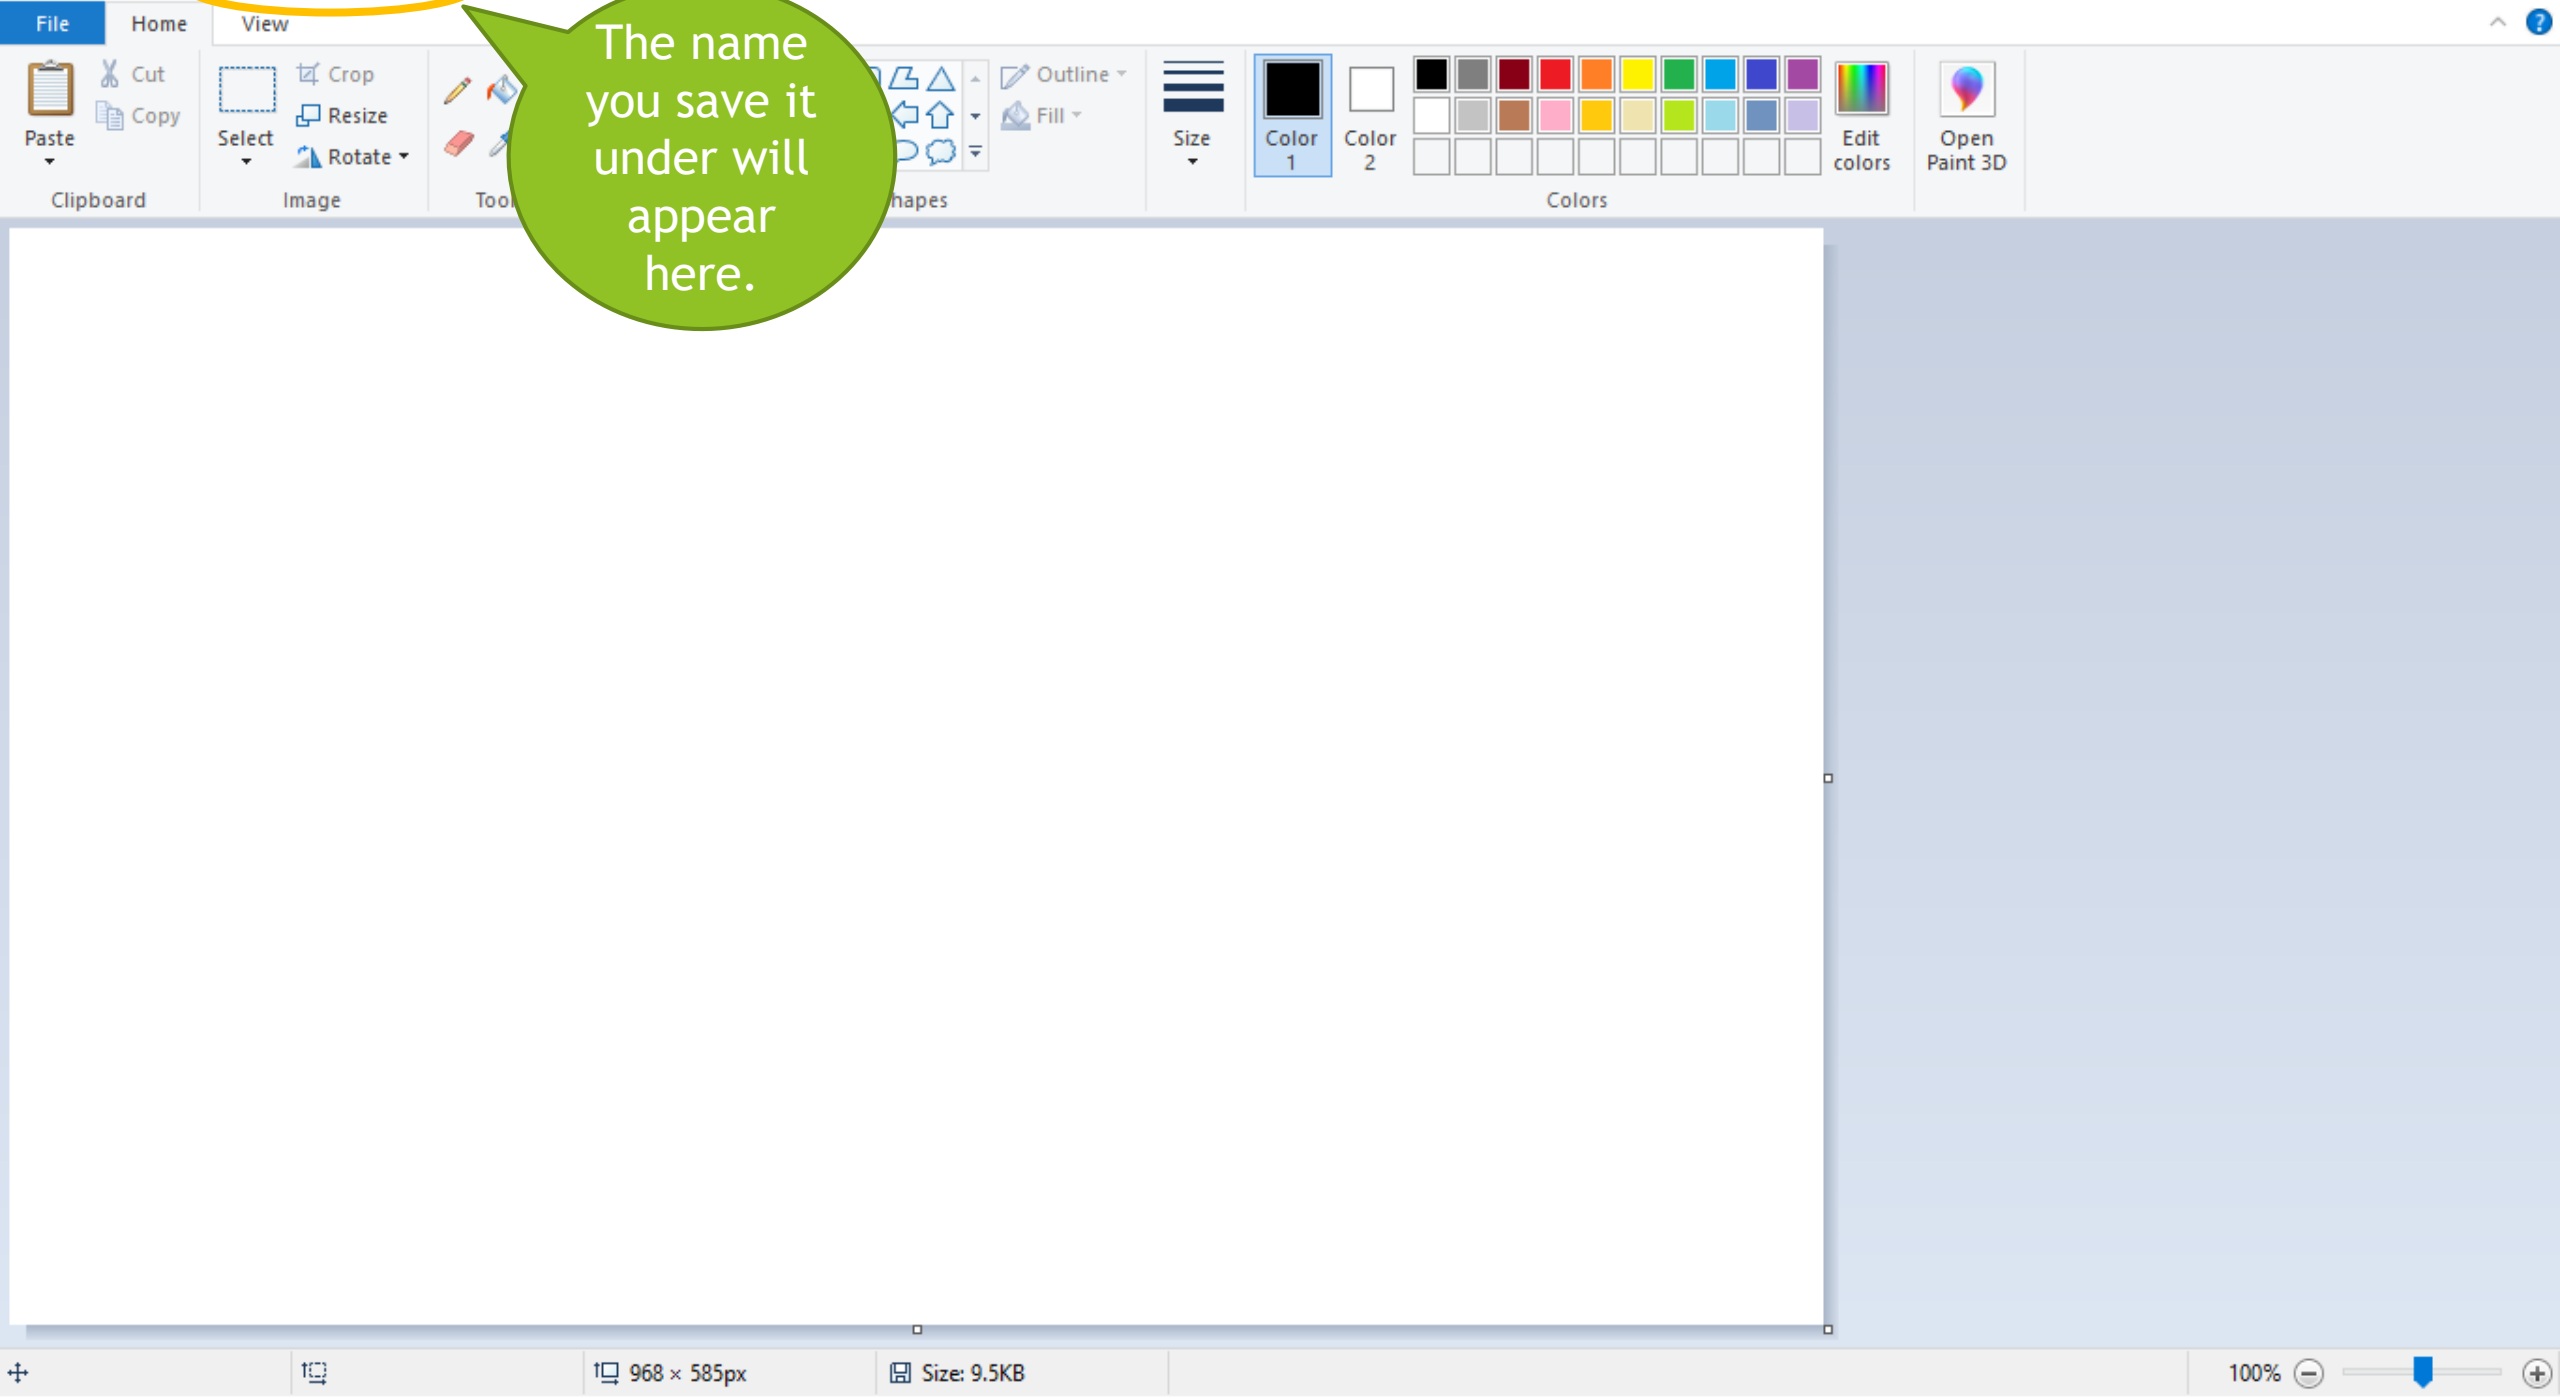 File Home View
The name
you save it
under will
appear
here.
Paste
Cut
Copy
Clipboard
Select
Crop
Resize
Rotate
Image
Outline
Fill
Size
Color
1
Color
2
Edit
colors
Colors
Open
Paint 3D
968 × 585px
Size: 9.5KB
100%